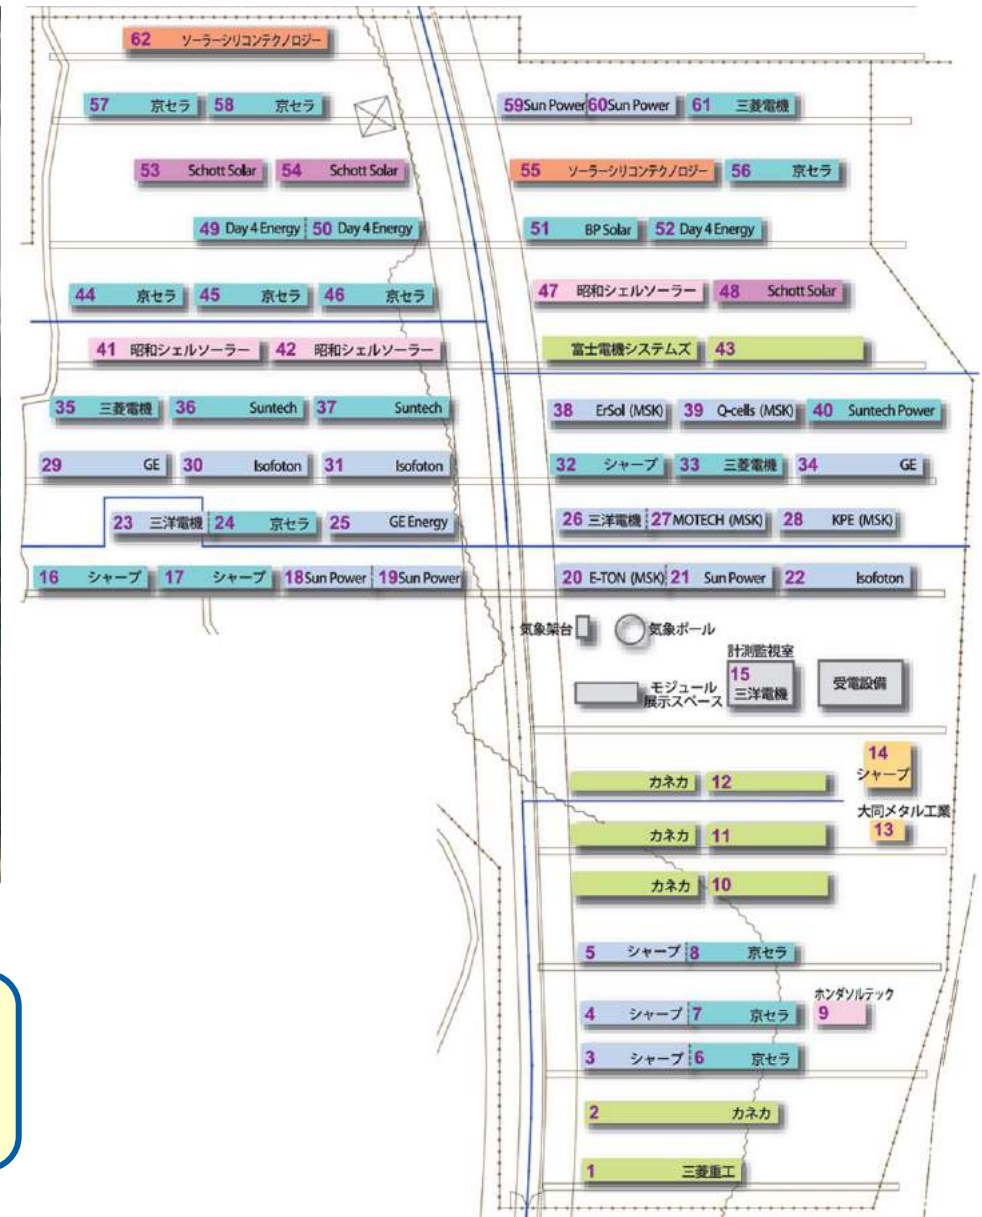 62 ソーラーシリコンテクノロジー
57 京セラ 58 京セラ 59 Sun Power 60 Sun Power 61 三菱電機
53 Schott Solar 54 Schott Solar 55 ソーラーシリコンテクノロジー 56 京セラ
49 Day 4 Energy 50 Day 4 Energy 51 BP Solar 52 Day 4 Energy
44 京セラ 45 京セラ 46 京セラ 47 昭和シェルソーラー 48 Schott Solar
41 昭和シェルソーラー 42 昭和シェルソーラー 富士電機システムズ 43
35 三菱電機 36 Suntech 37 Suntech 38 ErSol (MSK) 39 Q-cells (MSK) 40 Suntech Power
29 GE 30 Isofoton 31 Isofoton 32 シャープ 33 三菱電機 34 GE
23 三洋電機 24 京セラ 25 GE Energy 26 三洋電機 27 MOTECH (MSK) 28 KPE (MSK)
16 シャープ 17 シャープ 18 Sun Power 19 Sun Power 20 E-TON (MSK) 21 Sun Power 22 Isofoton
気象架台 気象ポール
計測監視室
15
三洋電機
モジュール
展示スペース
受電設備
14
シャープ
カネカ 12
大同メタル工業
13
カネカ 11
カネカ 10
5 シャープ 8 京セラ
ホンダソルテック
9
4 シャープ 7 京セラ
3 シャープ 6 京セラ
2 カネカ
1 三菱重工